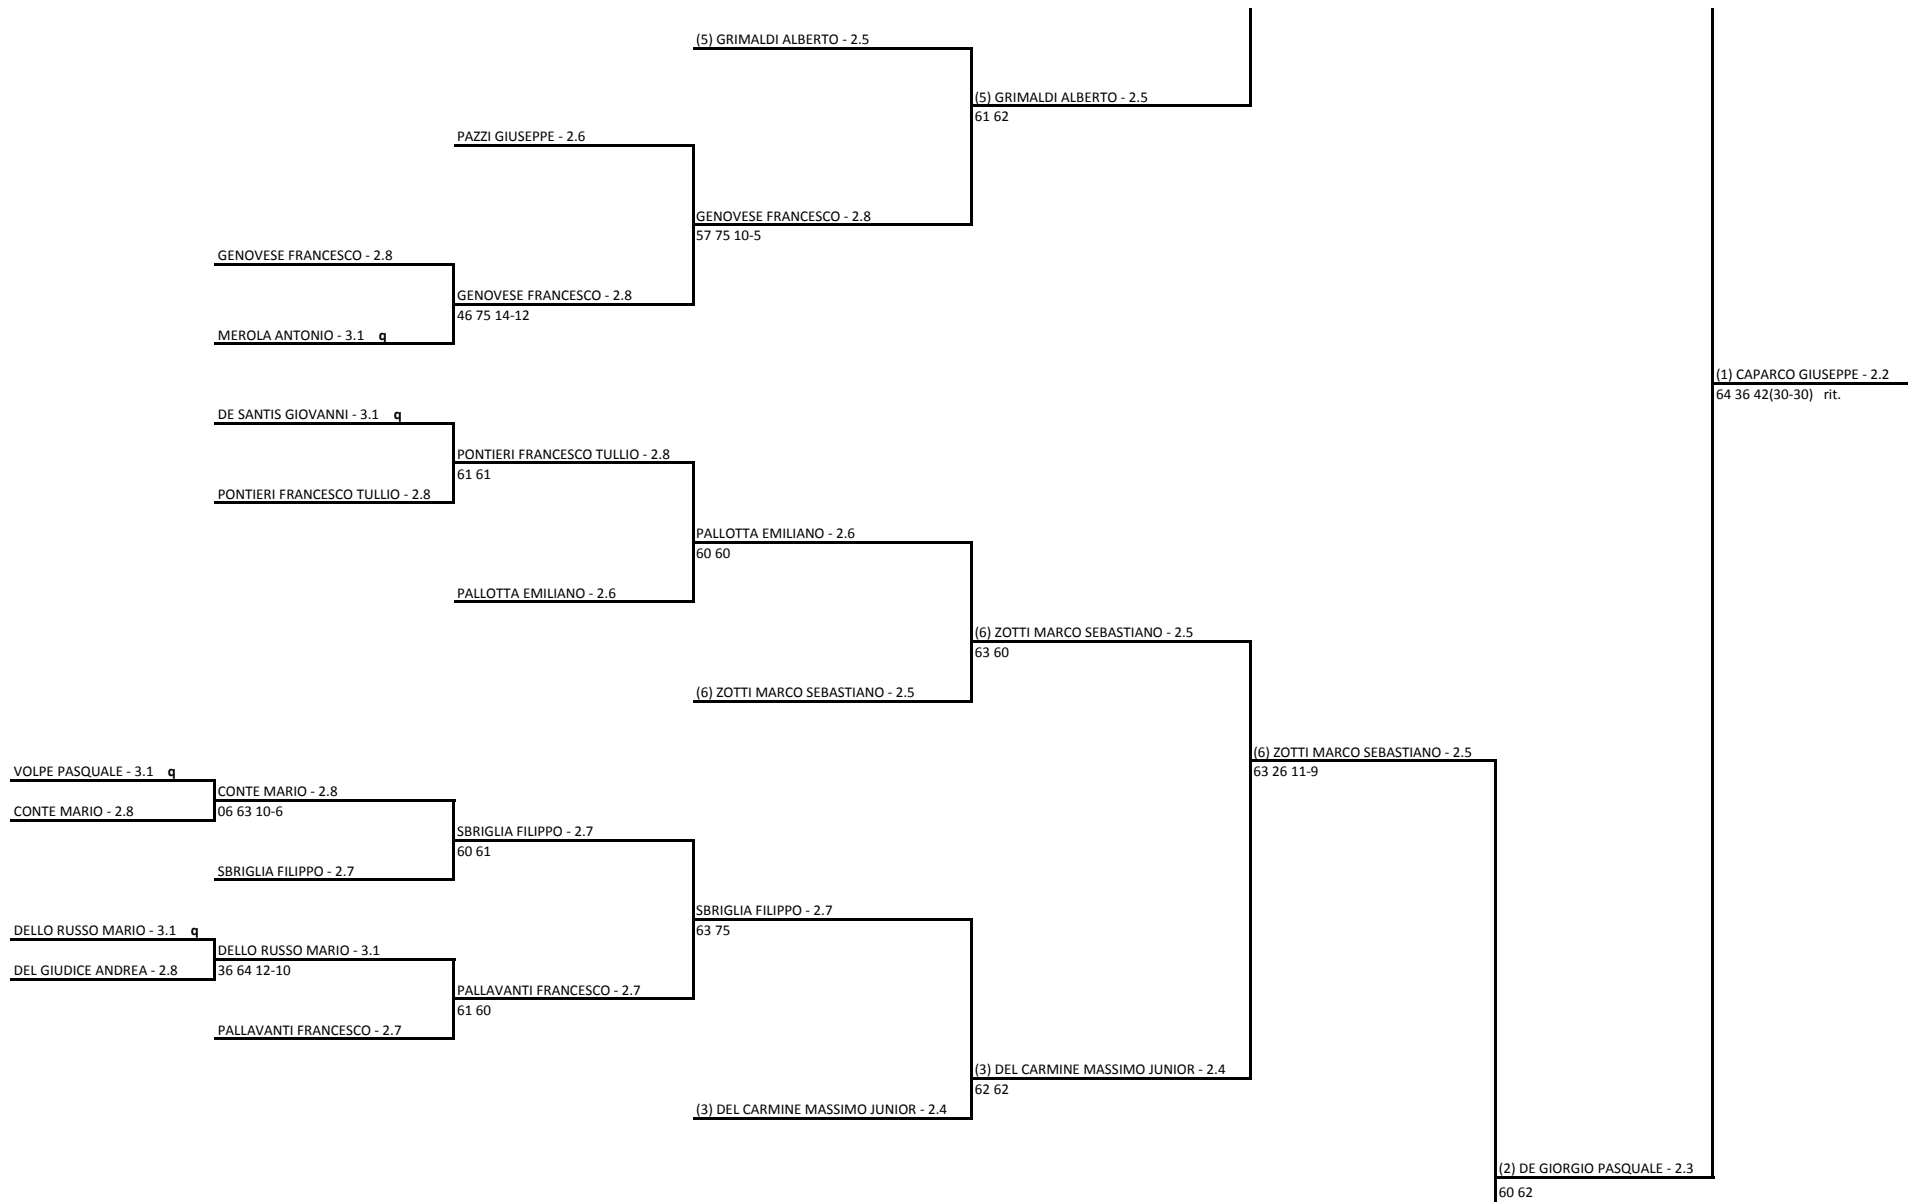 (5) GRIMALDI ALBERTO - 2.5
(5) GRIMALDI ALBERTO - 2.5
61 62
PAZZI GIUSEPPE - 2.6
GENOVESE FRANCESCO - 2.8
57 75 10-5
GENOVESE FRANCESCO - 2.8
GENOVESE FRANCESCO - 2.8
46 75 14-12
MEROLA ANTONIO - 3.1 q
(1) CAPARCO GIUSEPPE - 2.2
64 36 42(30-30) rit.
DE SANTIS GIOVANNI - 3.1 q
PONTIERI FRANCESCO TULLIO - 2.8
61 61
PONTIERI FRANCESCO TULLIO - 2.8
PALLOTTA EMILIANO - 2.6
60 60
PALLOTTA EMILIANO - 2.6
(6) ZOTTI MARCO SEBASTIANO - 2.5
63 60
(6) ZOTTI MARCO SEBASTIANO - 2.5
(6) ZOTTI MARCO SEBASTIANO - 2.5
63 26 11-9
VOLPE PASQUALE - 3.1 q
CONTE MARIO - 2.8
06 63 10-6
CONTE MARIO - 2.8
SBRIGLIA FILIPPO - 2.7
60 61
SBRIGLIA FILIPPO - 2.7
SBRIGLIA FILIPPO - 2.7
63 75
DELLO RUSSO MARIO - 3.1 q
DELLO RUSSO MARIO - 3.1
36 64 12-10
DEL GIUDICE ANDREA - 2.8
PALLAVANTI FRANCESCO - 2.7
61 60
PALLAVANTI FRANCESCO - 2.7
(3) DEL CARMINE MASSIMO JUNIOR - 2.4
62 62
(3) DEL CARMINE MASSIMO JUNIOR - 2.4
(2) DE GIORGIO PASQUALE - 2.3
60 62